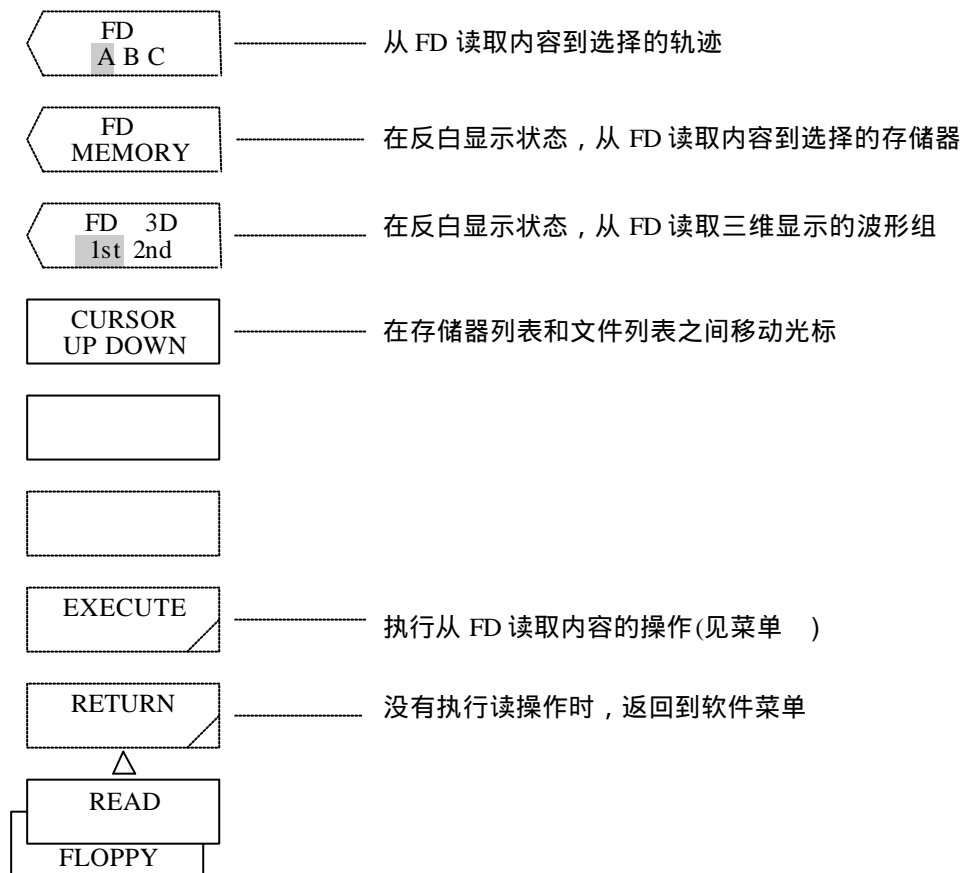 FD
A B C
从 FD 读取内容到选择的轨迹
FD
MEMORY
在反白显示状态，从 FD 读取内容到选择的存储器
FD 3D
1st 2nd
在反白显示状态，从 FD 读取三维显示的波形组
CURSOR
UP DOWN
在存储器列表和文件列表之间移动光标
EXECUTE
执行从 FD 读取内容的操作(见菜单 )
RETURN
没有执行读操作时，返回到软件菜单
READ
FLOPPY